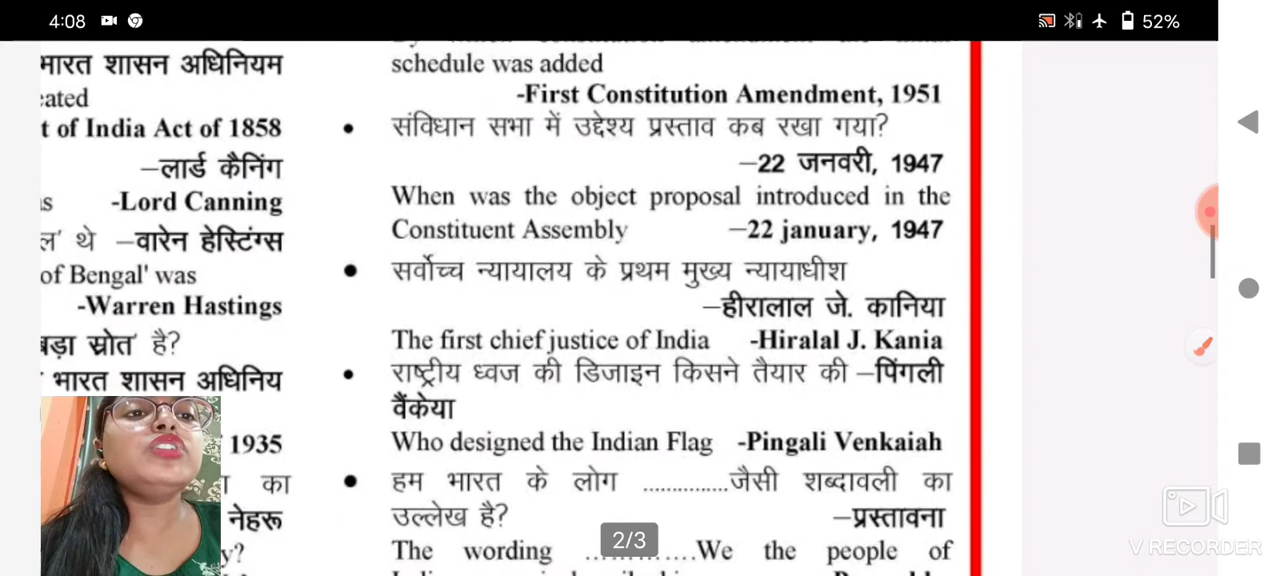 4:08
52%
भारत शासन अधिनियम
eated
t of India Act of 1858
–लार्ड कैनिंग
-Lord Canning
थे –वारेन हेस्टिंग्स
of Bengal' was
-Warren Hastings
बड़ा स्रोत' है?
भारत शासन अधिनिय
1935
का
नेहरू
y?
schedule was added
-First Constitution Amendment, 1951
• संविधान सभा में उद्देश्य प्रस्ताव कब रखा गया?
–22 जनवरी, 1947
When was the object proposal introduced in the
Constituent Assembly –22 january, 1947
• सर्वोच्च न्यायालय के प्रथम मुख्य न्यायाधीश
–हीरालाल जे. कानिया
The first chief justice of India -Hiralal J. Kania
• राष्ट्रीय ध्वज की डिजाइन किसने तैयार की –पिंगली
वैंकेया
Who designed the Indian Flag -Pingali Venkaiah
• हम भारत के लोग ..............जैसी शब्दावली का
उल्लेख है? –प्रस्तावना
The wording ............We the people of
2/3
V RECORDER